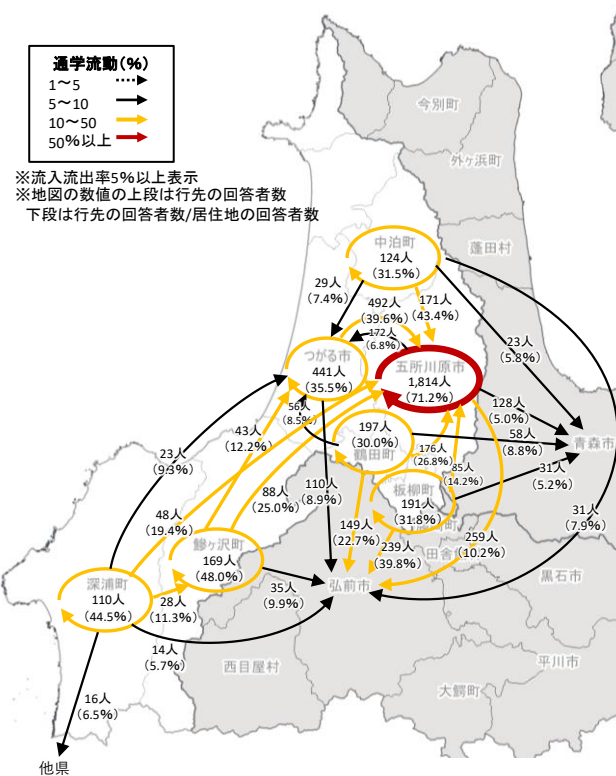 通学流動(%)
1～5
5～10
10～50
50％以上
※流入流出率5%以上表示
※地図の数値の上段は行先の回答者数
下段は行先の回答者数/居住地の回答者数
今別町
外ヶ浜町
蓬田村
中泊町
124人
(31.5%)
29人
(7.4%)
492人
(39.6%)
171人
(43.4%)
172人
(6.8%)
23人
(5.8%)
つがる市
441人
(35.5%)
五所川原市
1,814人
(71.2%)
128人
(5.0%)
56人
(8.5%)
197人
(30.0%)
鶴田町
58人
(8.8%)
青森市
43人
(12.2%)
176人
(26.8%)
85人
(14.2%)
31人
(5.2%)
23人
(9.3%)
88人
(25.0%)
110人
(8.9%)
板柳町
191人
(31.8%)
31人
(7.9%)
48人
(19.4%)
149人
(22.7%)
239人
(39.8%)
田舎
259人
(10.2%)
鰺ヶ沢町
169人
(48.0%)
深浦町
110人
(44.5%)
28人
(11.3%)
35人
(9.9%)
弘前市
黒石市
14人
(5.7%)
西目屋村
平川市
大鰐町
16人
(6.5%)
他県